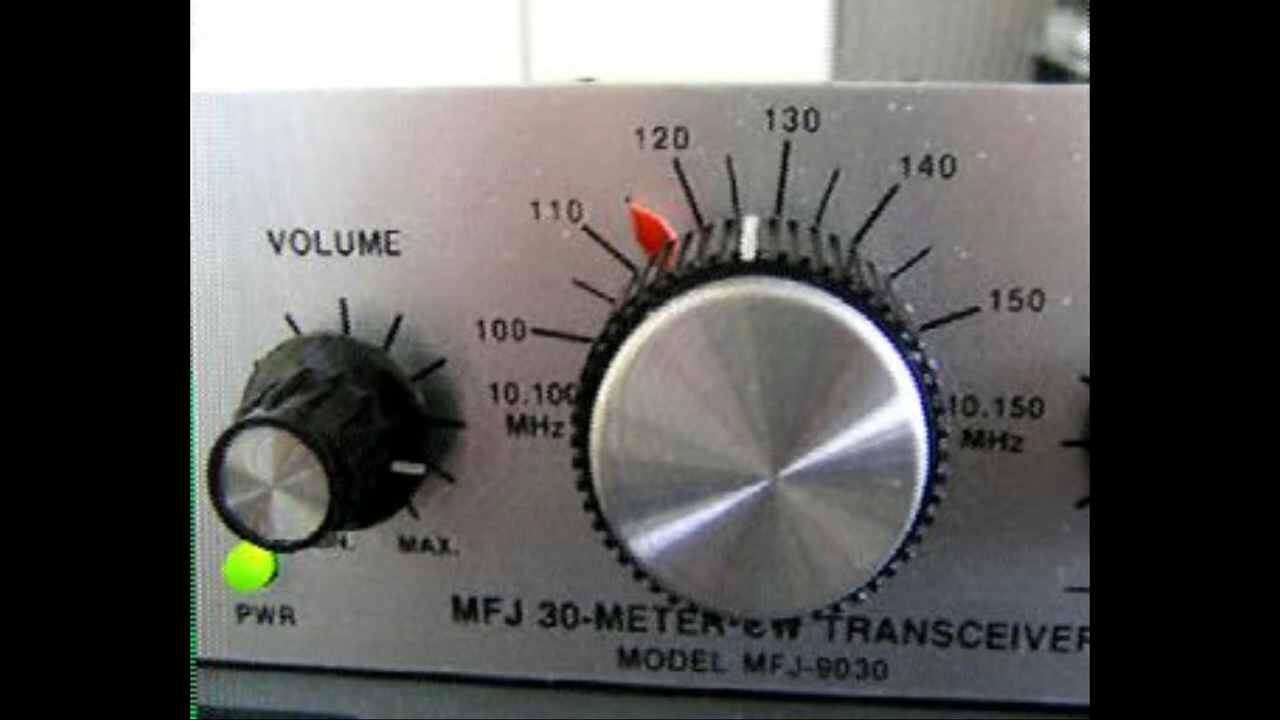 120 130 140
110
VOLUME
100 150
10.100 10.150
MHz MHz
MAX.
PWR
MFJ 30-METER CW TRANSCEIVER
MODEL MFJ-9030